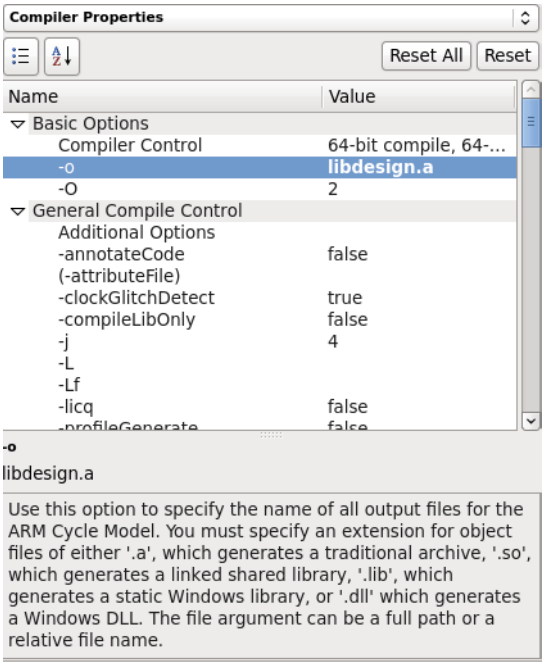 Compiler Properties
Reset All Reset
Name Value
Basic Options
Compiler Control 64-bit compile, 64-...
-o libdesign.a
-O 2
General Compile Control
Additional Options
-annotateCode false
(-attributeFile)
-clockGlitchDetect true
-compileLibOnly false
-j 4
-L
-Lf
-licq false
-profileGenerate false
-o
libdesign.a
Use this option to specify the name of all output files for the
ARM Cycle Model. You must specify an extension for object
files of either '.a', which generates a traditional archive, '.so',
which generates a linked shared library, '.lib', which
generates a static Windows library, or '.dll' which generates
a Windows DLL. The file argument can be a full path or a
relative file name.